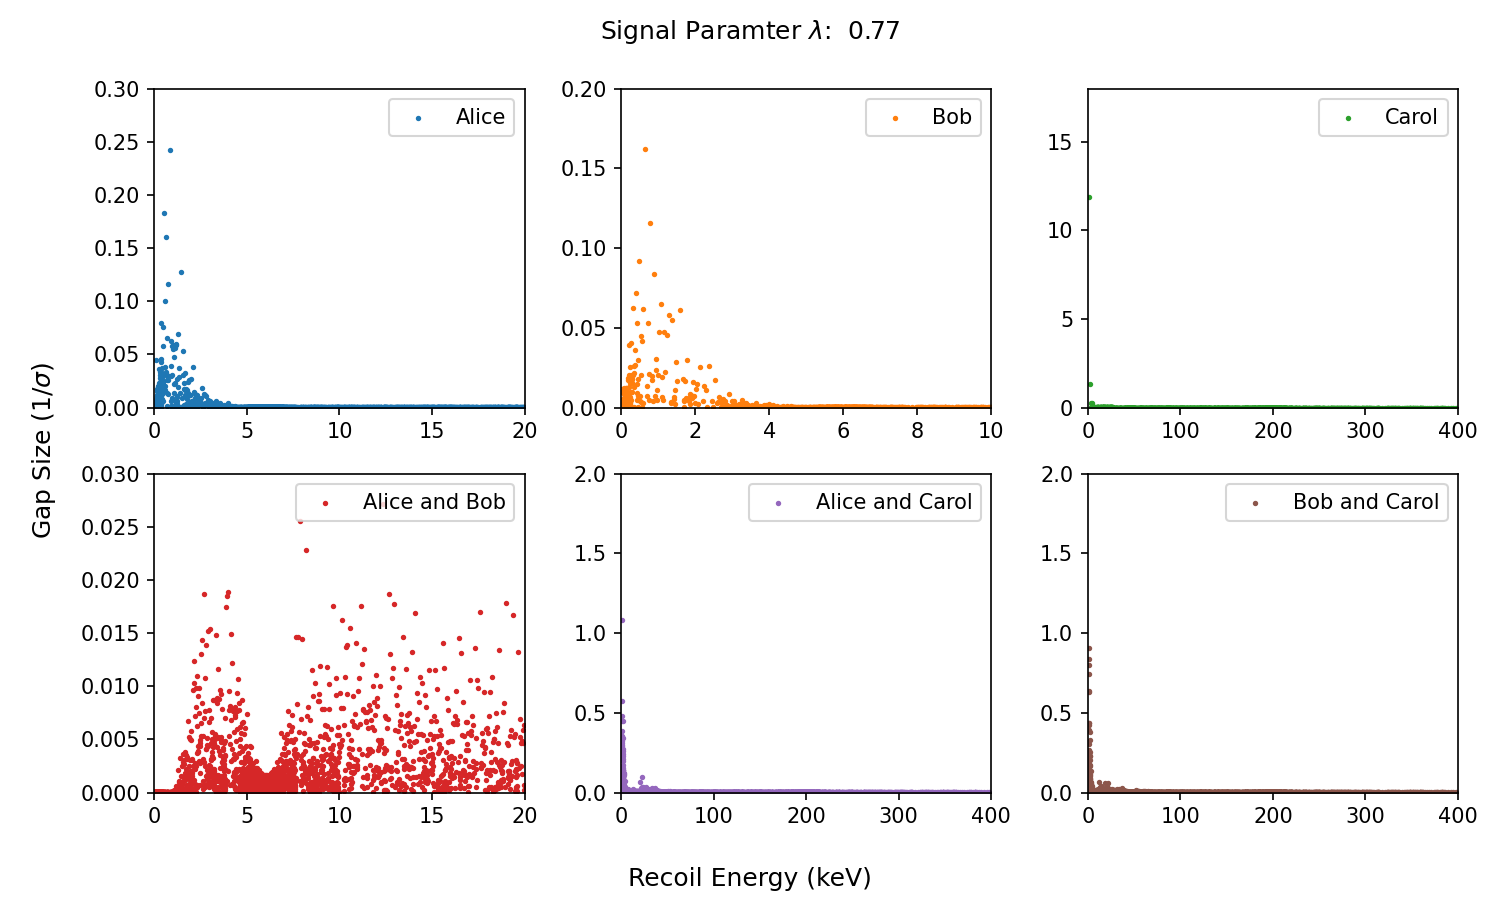 Signal Paramter λ: 0.77
Gap Size (1/σ)
0.30
0.25
0.20
0.15
0.10
0.05
0.00
0 5 10 15 20
Alice
0.20
0.15
0.10
0.05
0.00
0 2 4 6 8 10
Bob
15
10
5
0
0 100 200 300 400
Carol
0.030
0.025
0.020
0.015
0.010
0.005
0.000
0 5 10 15 20
Alice and Bob
2.0
1.5
1.0
0.5
0.0
0 100 200 300 400
Alice and Carol
2.0
1.5
1.0
0.5
0.0
0 100 200 300 400
Bob and Carol
Recoil Energy (keV)